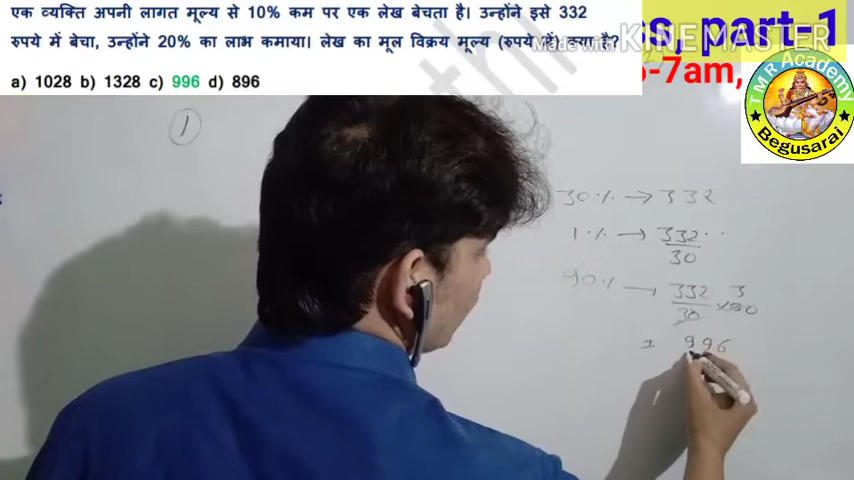 एक व्यक्ति अपनी लागत मूल्य से 10% कम पर एक लेख बेचता है। उन्होंने इसे 332
रुपये में बेचा, उन्होंने 20% का लाभ कमाया। लेख का मूल विक्रय मूल्य (रुपये में) क्या है?
a) 1028 b) 1328 c) 996 d) 896
s, part-1
Made with KINEMASTER
-7am,
TMR Academy
Begusarai
1
30% → 332
1% → 332/30
90% → 332/30 × 90 3
996